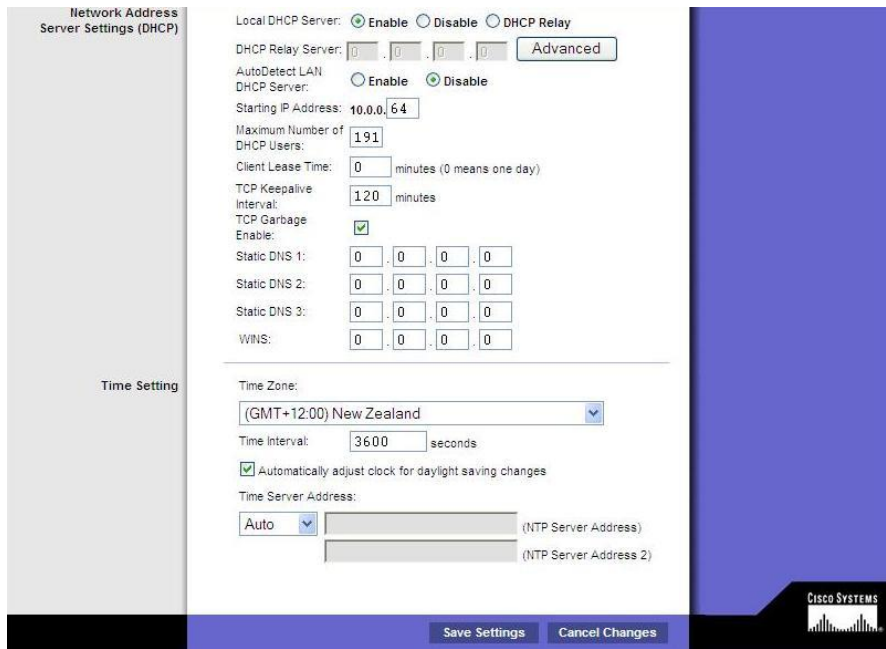 Network Address
Server Settings (DHCP)
Local DHCP Server: Enable Disable DHCP Relay
DHCP Relay Server: 0 . 0 . 0 . 0 Advanced
AutoDetect LAN
DHCP Server: Enable Disable
Starting IP Address: 10.0.0. 64
Maximum Number of
DHCP Users: 191
Client Lease Time: 0 minutes (0 means one day)
TCP Keepalive
Interval: 120 minutes
TCP Garbage
Enable:
Static DNS 1: 0 . 0 . 0 . 0
Static DNS 2: 0 . 0 . 0 . 0
Static DNS 3: 0 . 0 . 0 . 0
WINS: 0 . 0 . 0 . 0
Time Setting
Time Zone:
(GMT+12:00) New Zealand
Time Interval: 3600 seconds
Automatically adjust clock for daylight saving changes
Time Server Address:
Auto (NTP Server Address)
(NTP Server Address 2)
CISCO SYSTEMS
Save Settings Cancel Changes